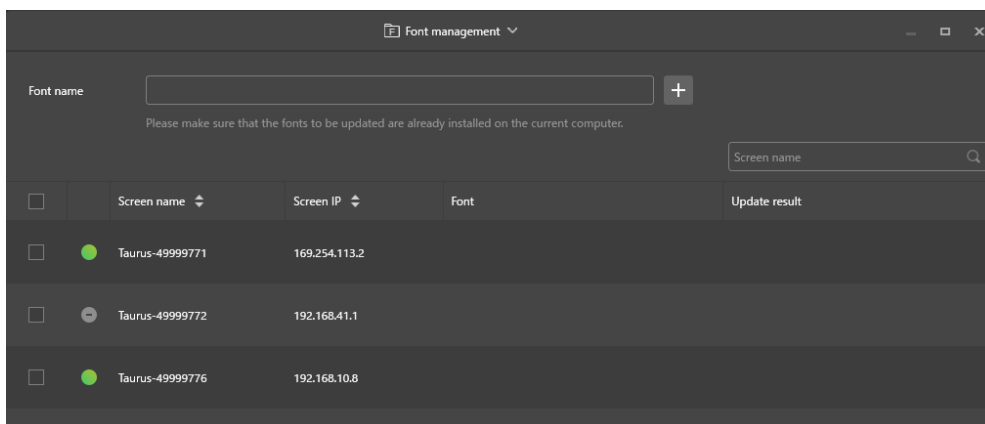 Font management
Font name
Please make sure that the fonts to be updated are already installed on the current computer.
Screen name
Screen name Screen IP Font Update result
Taurus-49999771 169.254.113.2
Taurus-49999772 192.168.41.1
Taurus-49999776 192.168.10.8